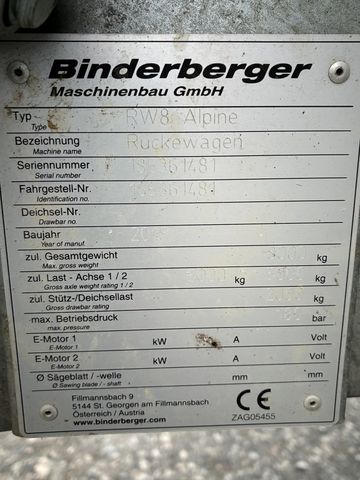 Binderberger
Maschinenbau GmbH
Typ RW8 Alpine
Type
Bezeichnung Rückewagen
Machine name
Seriennummer
Serial number
Fahrgestell-Nr.
Identification no.
Deichsel-Nr.
Drawbar no.
Baujahr
Year of manuf.
zul. Gesamtgewicht kg
Max. gross weight
zul. Last - Achse 1 / 2 kg kg
Gross axle weight rating 1 / 2
zul. Stütz-/Deichsellast kg
Gross drawbar rating
max. Betriebsdruck bar
max. pressure
E-Motor 1 kW A Volt
E-Motor 1
E-Motor 2 kW A Volt
E-Motor 2
Ø Sägeblatt / -welle mm mm
Ø Sawing blade / - shaft
Fillmannsbach 9
5144 St. Georgen am Fillmannsbach
Österreich / Austria
www.binderberger.com
CE
ZAG05455